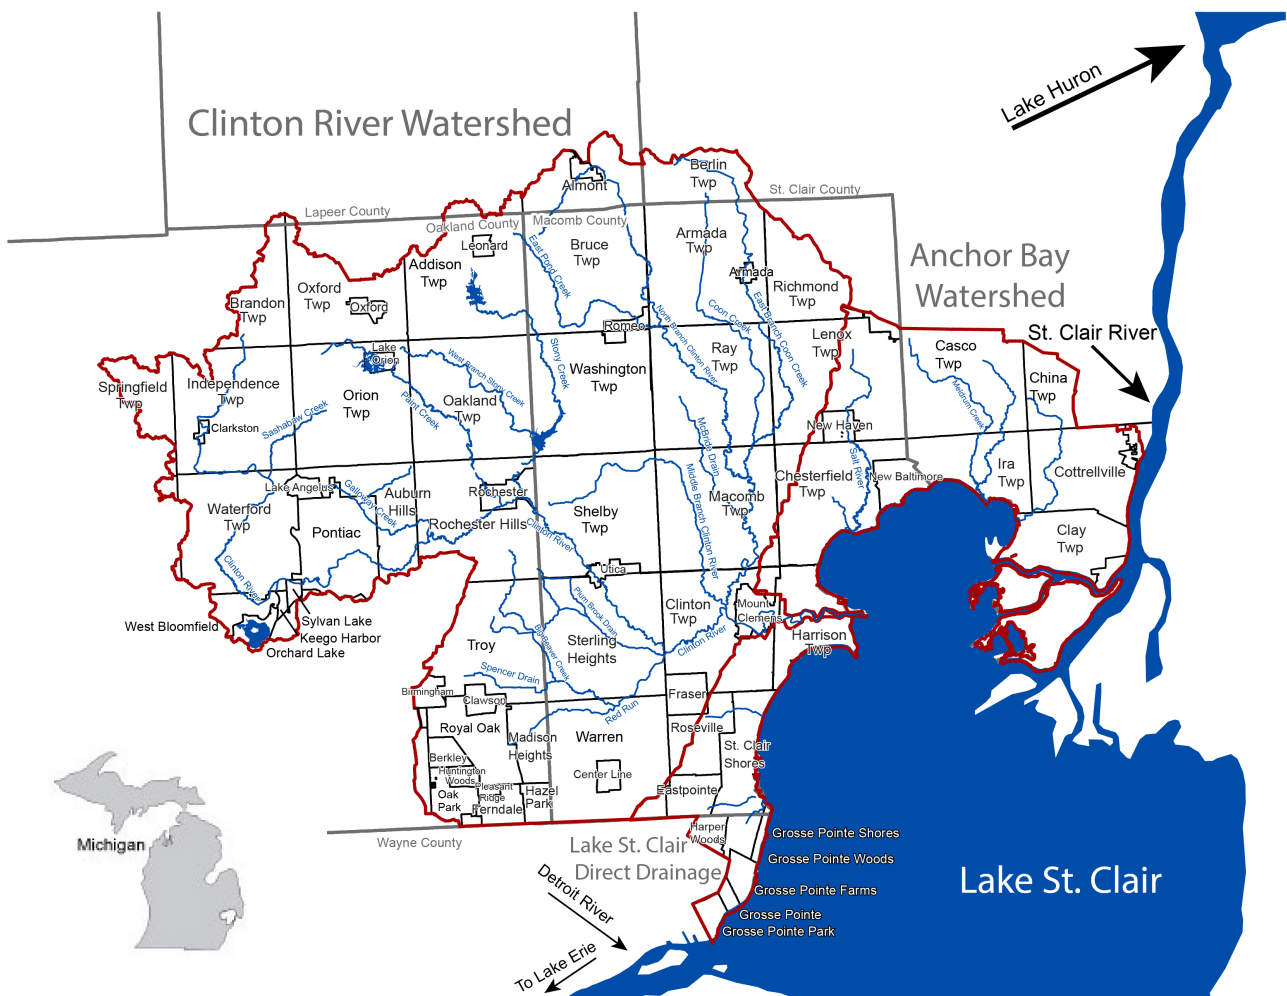 Lake Huron
Clinton River Watershed
Berlin
Twp
Almont
St. Clair County
Lapeer County
Oakland County
Macomb County
Leonard
Bruce
Twp
Armada
Twp
Anchor Bay
Watershed
Addison
Twp
East Pond Creek
Armada
Oxford
Twp
Oxford
Brandon
Twp
Richmond
Twp
East Branch Coon Creek
Coon Creek
North Branch Clinton River
Romeo
Lenox
Twp
St. Clair River
Lake
Orion
Ray
Twp
Casco
Twp
Stony Creek
West Branch Stony Creek
Washington
Twp
China
Twp
Springfield
Twp
Independence
Twp
Orion
Twp
Oakland
Twp
Paint Creek
Meldrum Creek
Sashabaw Creek
Clarkston
New Haven
McBride Drain
Salt River
Lake Angelus
Galloway Creek
Auburn
Hills
Rochester
Middle Branch Clinton River
Macomb
Twp
Chesterfield
Twp
New Baltimore
Ira
Twp
Cottrellville
Waterford
Twp
Pontiac
Rochester Hills
Clinton River
Shelby
Twp
Clay
Twp
Clinton River
Utica
Plum Brook Drain
Clinton
Twp
Mount
Clemens
West Bloomfield
Sylvan Lake
Keego Harbor
Orchard Lake
Troy
Big Beaver Creek
Sterling
Heights
Clinton River
Harrison
Twp
Spencer Drain
Birmingham
Clawson
Fraser
Red Run
Royal Oak
Madison
Heights
Warren
Roseville
St. Clair
Shores
Berkley
Huntington
Woods
Center Line
Pleasant
Ridge
Oak
Park
Ferndale
Hazel
Park
Eastpointe
Michigan
Wayne County
Harper
Woods
Lake St. Clair
Direct Drainage
Grosse Pointe Shores
Grosse Pointe Woods
Grosse Pointe Farms
Grosse Pointe
Grosse Pointe Park
Lake St. Clair
Detroit River
To Lake Erie